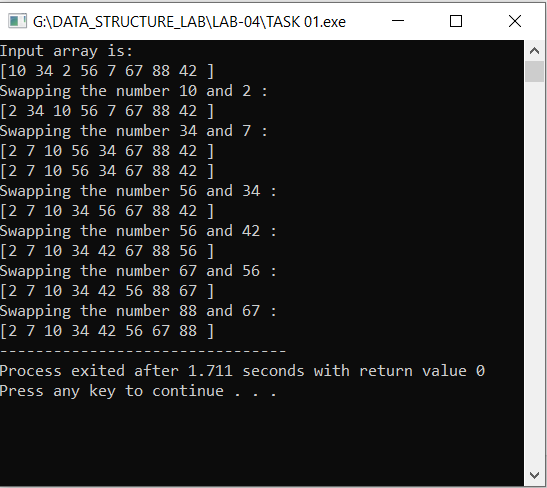 G:\DATA_STRUCTURE_LAB\LAB-04\TASK 01.exe
Input array is:
[10 34 2 56 7 67 88 42 ]
Swapping the number 10 and 2 :
[2 34 10 56 7 67 88 42 ]
Swapping the number 34 and 7 :
[2 7 10 56 34 67 88 42 ]
[2 7 10 56 34 67 88 42 ]
Swapping the number 56 and 34 :
[2 7 10 34 56 67 88 42 ]
Swapping the number 56 and 42 :
[2 7 10 34 42 67 88 56 ]
Swapping the number 67 and 56 :
[2 7 10 34 42 56 88 67 ]
Swapping the number 88 and 67 :
[2 7 10 34 42 56 67 88 ]
--------------------------------
Process exited after 1.711 seconds with return value 0
Press any key to continue . . .